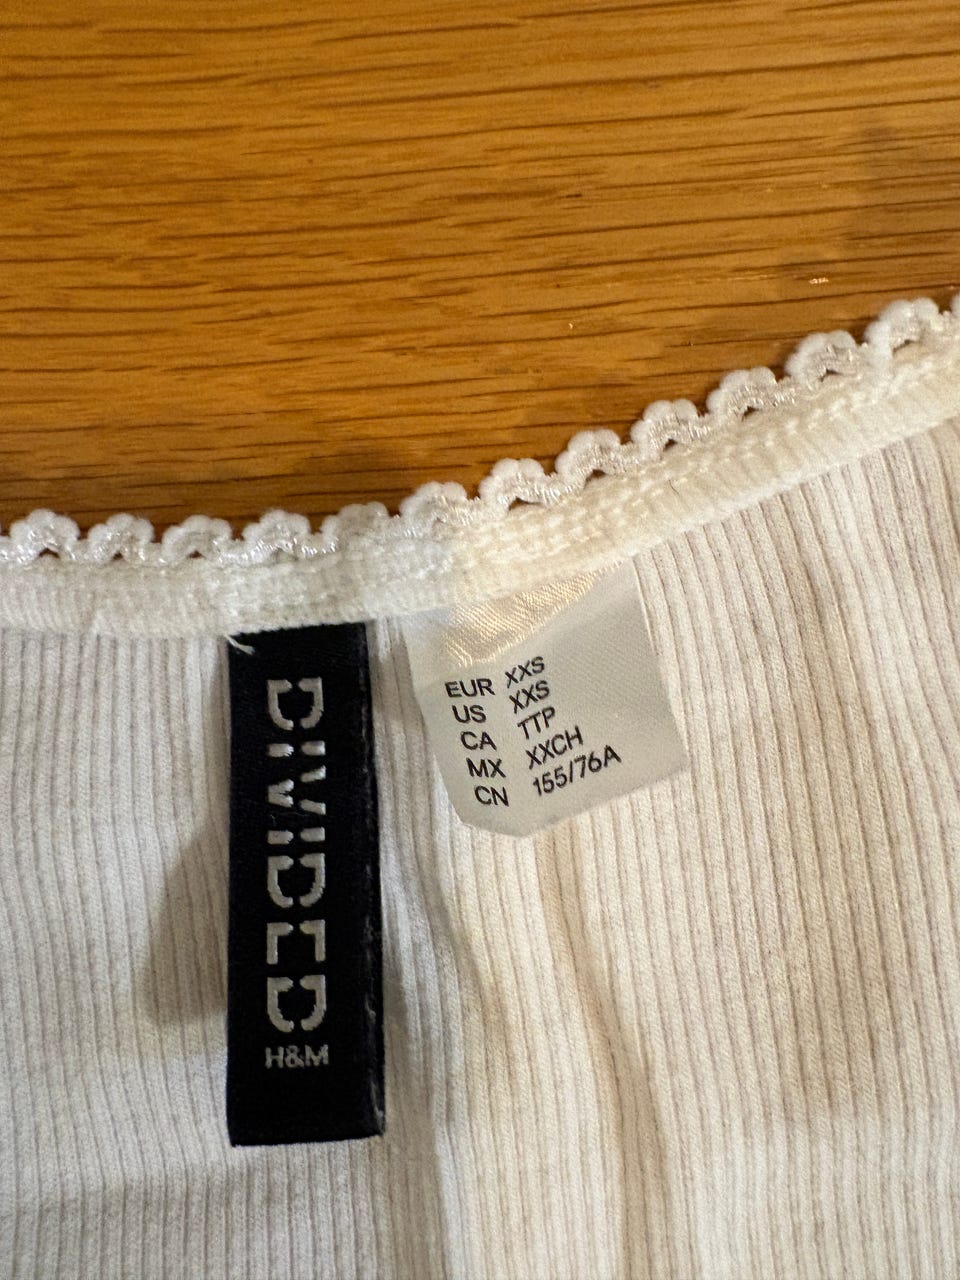 DIVIDED
H&M
EUR XXS
US XXS
CA TTP
MX XXCH
CN 155/76A